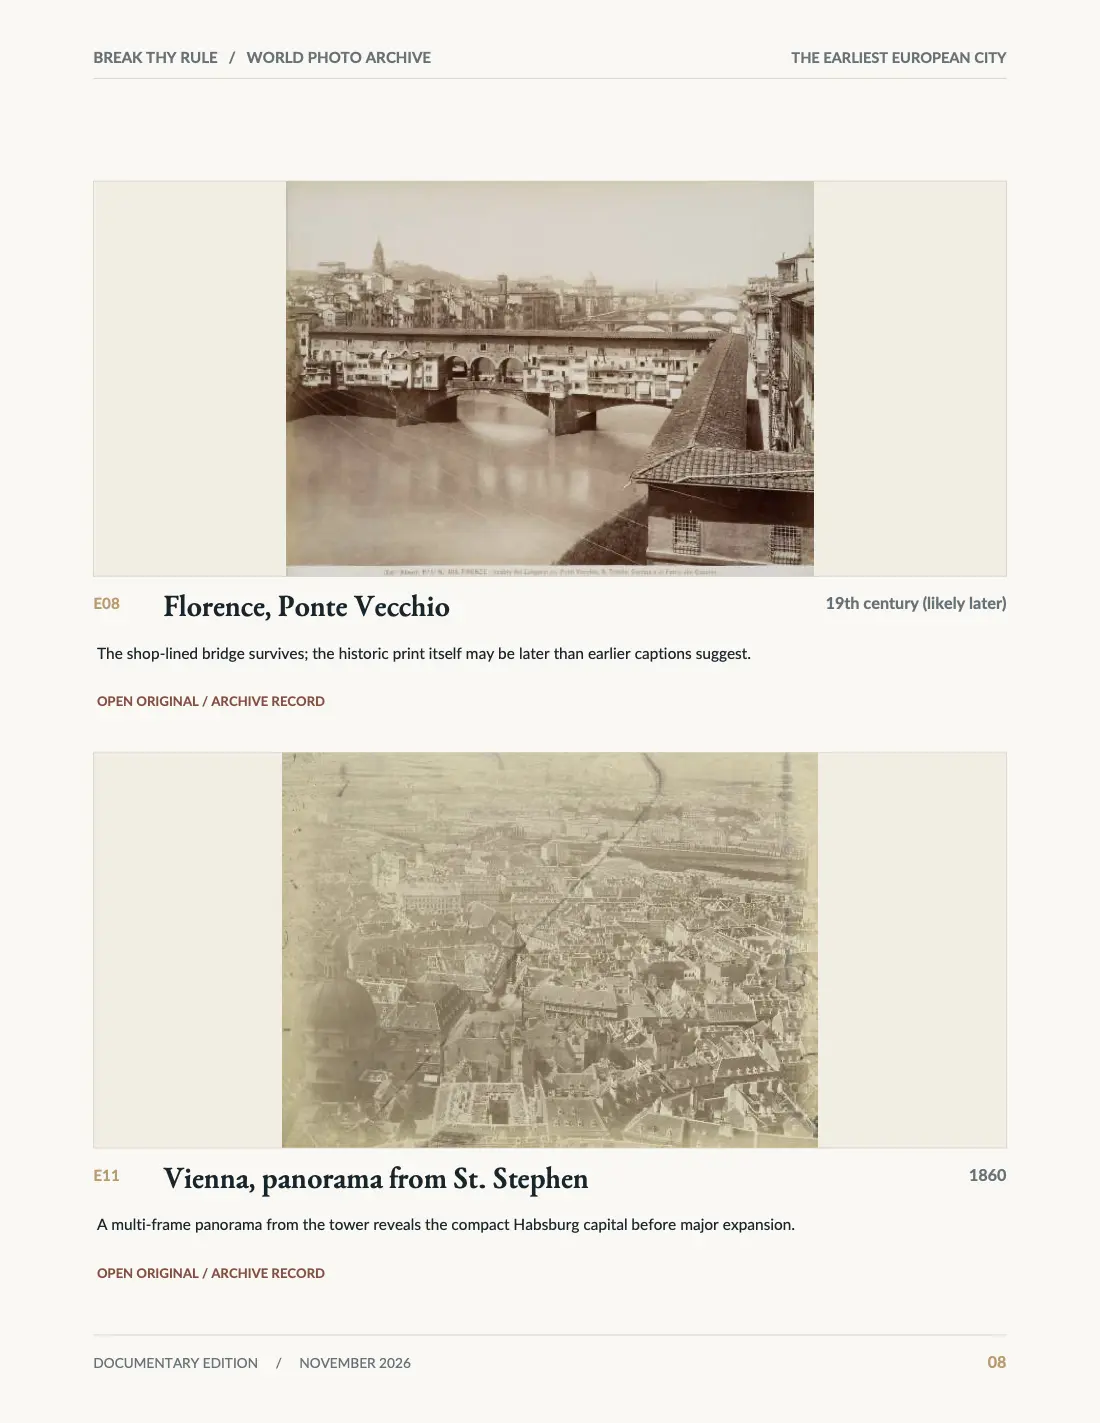 BREAK THY RULE / WORLD PHOTO ARCHIVE
THE EARLIEST EUROPEAN CITY
E08
Florence, Ponte Vecchio
19th century (likely later)
The shop-lined bridge survives; the historic print itself may be later than earlier captions suggest.
OPEN ORIGINAL / ARCHIVE RECORD
E11
Vienna, panorama from St. Stephen
1860
A multi-frame panorama from the tower reveals the compact Habsburg capital before major expansion.
OPEN ORIGINAL / ARCHIVE RECORD
DOCUMENTARY EDITION / NOVEMBER 2026
08